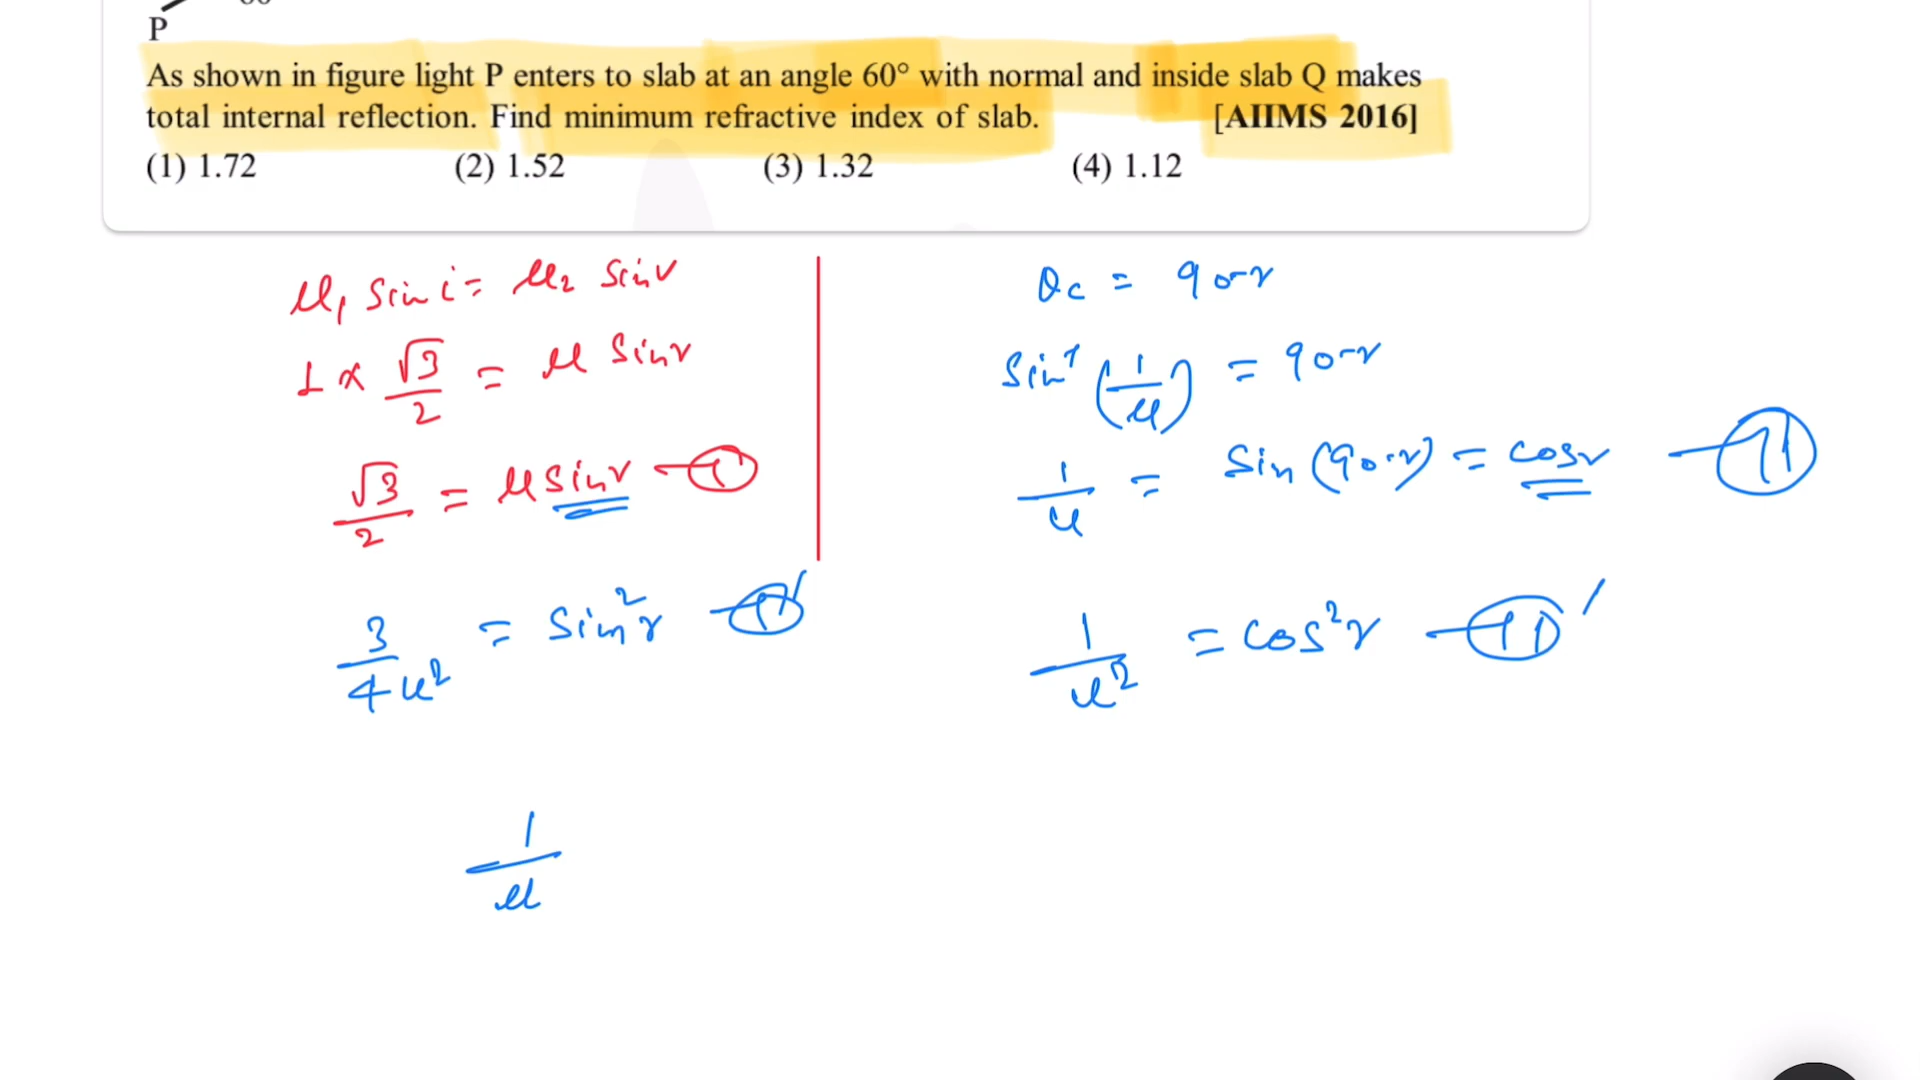 P
As shown in figure light P enters to slab at an angle 60° with normal and inside slab Q makes
total internal reflection. Find minimum refractive index of slab. [AIIMS 2016]
(1) 1.72 (2) 1.52 (3) 1.32 (4) 1.12
μ₁ sin i = μ₂ sin r
1 × √3/2 = μ sin r
√3/2 = μ sin r — (I)
3/4μ² = sin² r — (I)'
θc = 90-r
sin⁻¹ (1/μ) = 90-r
1/μ = sin (90-r) = cos r — (II)
1/μ² = cos² r — (II)'
1/μ